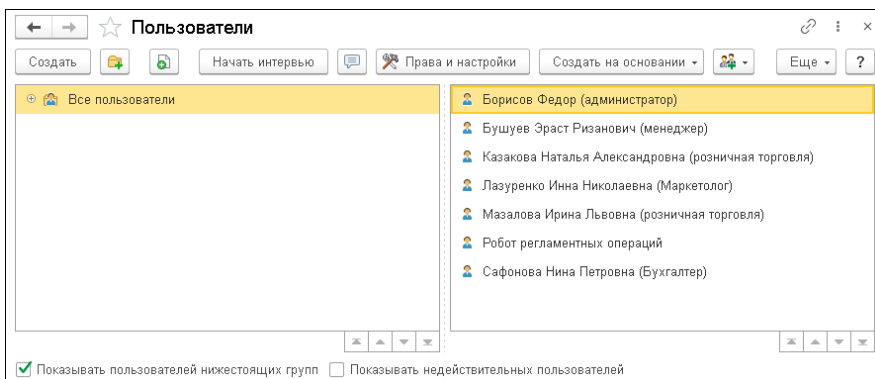 Пользователи
Создать Начать интервью Права и настройки Создать на основании Еще ?
Все пользователи
Борисов Федор (администратор)
Бушуев Эраст Ризанович (менеджер)
Казакова Наталья Александровна (розничная торговля)
Лазуренко Инна Николаевна (Маркетолог)
Мазалова Ирина Львовна (розничная торговля)
Робот регламентных операций
Сафонова Нина Петровна (Бухгалтер)
Показывать пользователей нижестоящих групп Показывать недействительных пользователей